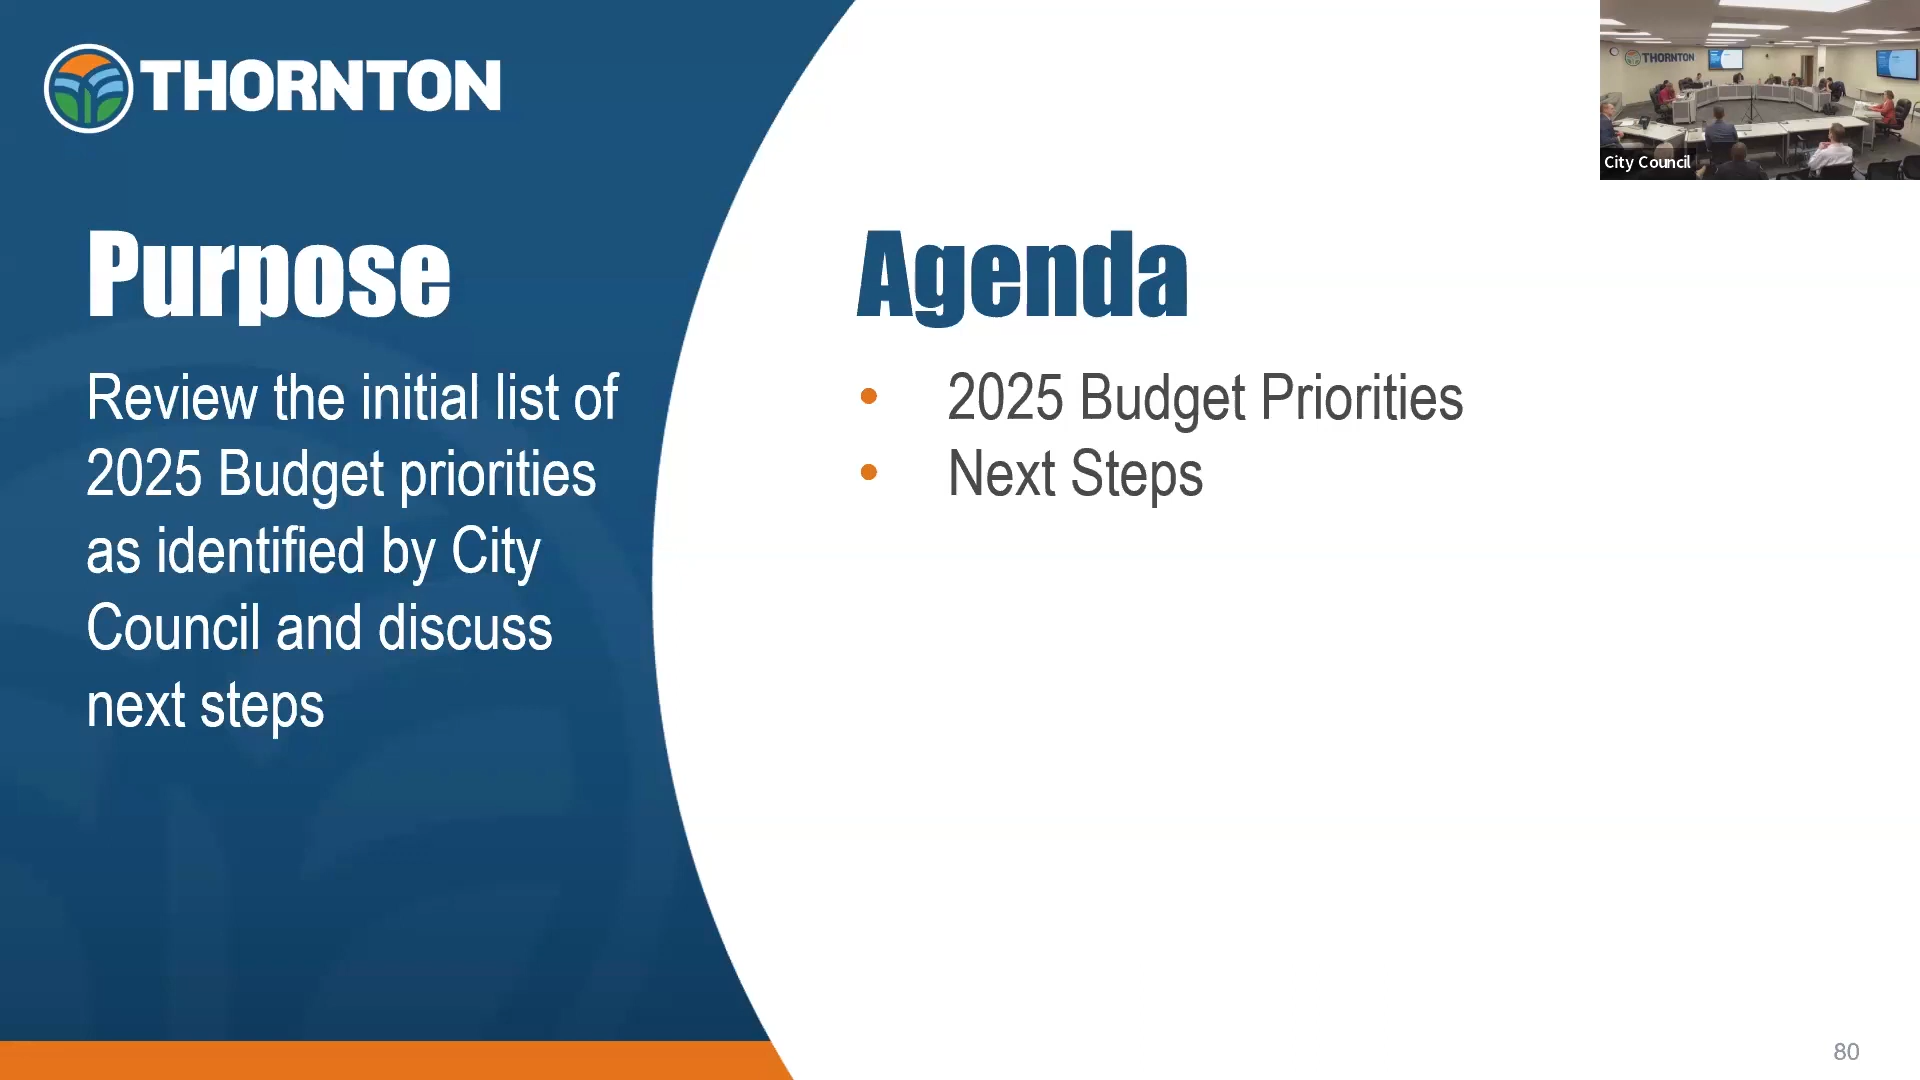 THORNTON
Purpose
Review the initial list of
2025 Budget priorities
as identified by City
Council and discuss
next steps
Agenda
• 2025 Budget Priorities
• Next Steps
THORNTON
City Council
80